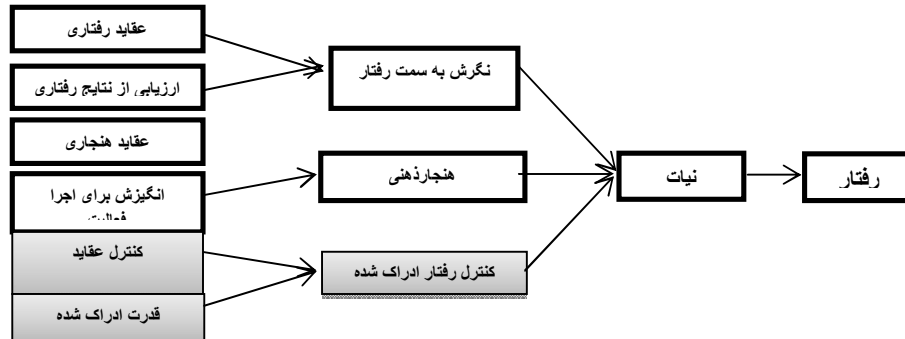 عقاید رفتاری
ارزیابی از نتایج رفتاری
عقاید هنجاری
انگیزش برای اجرا
فعالیت
کنترل عقاید
قدرت ادراک شده
نگرش به سمت رفتار
هنجارذهنی
کنترل رفتار ادراک شده
نیات
رفتار